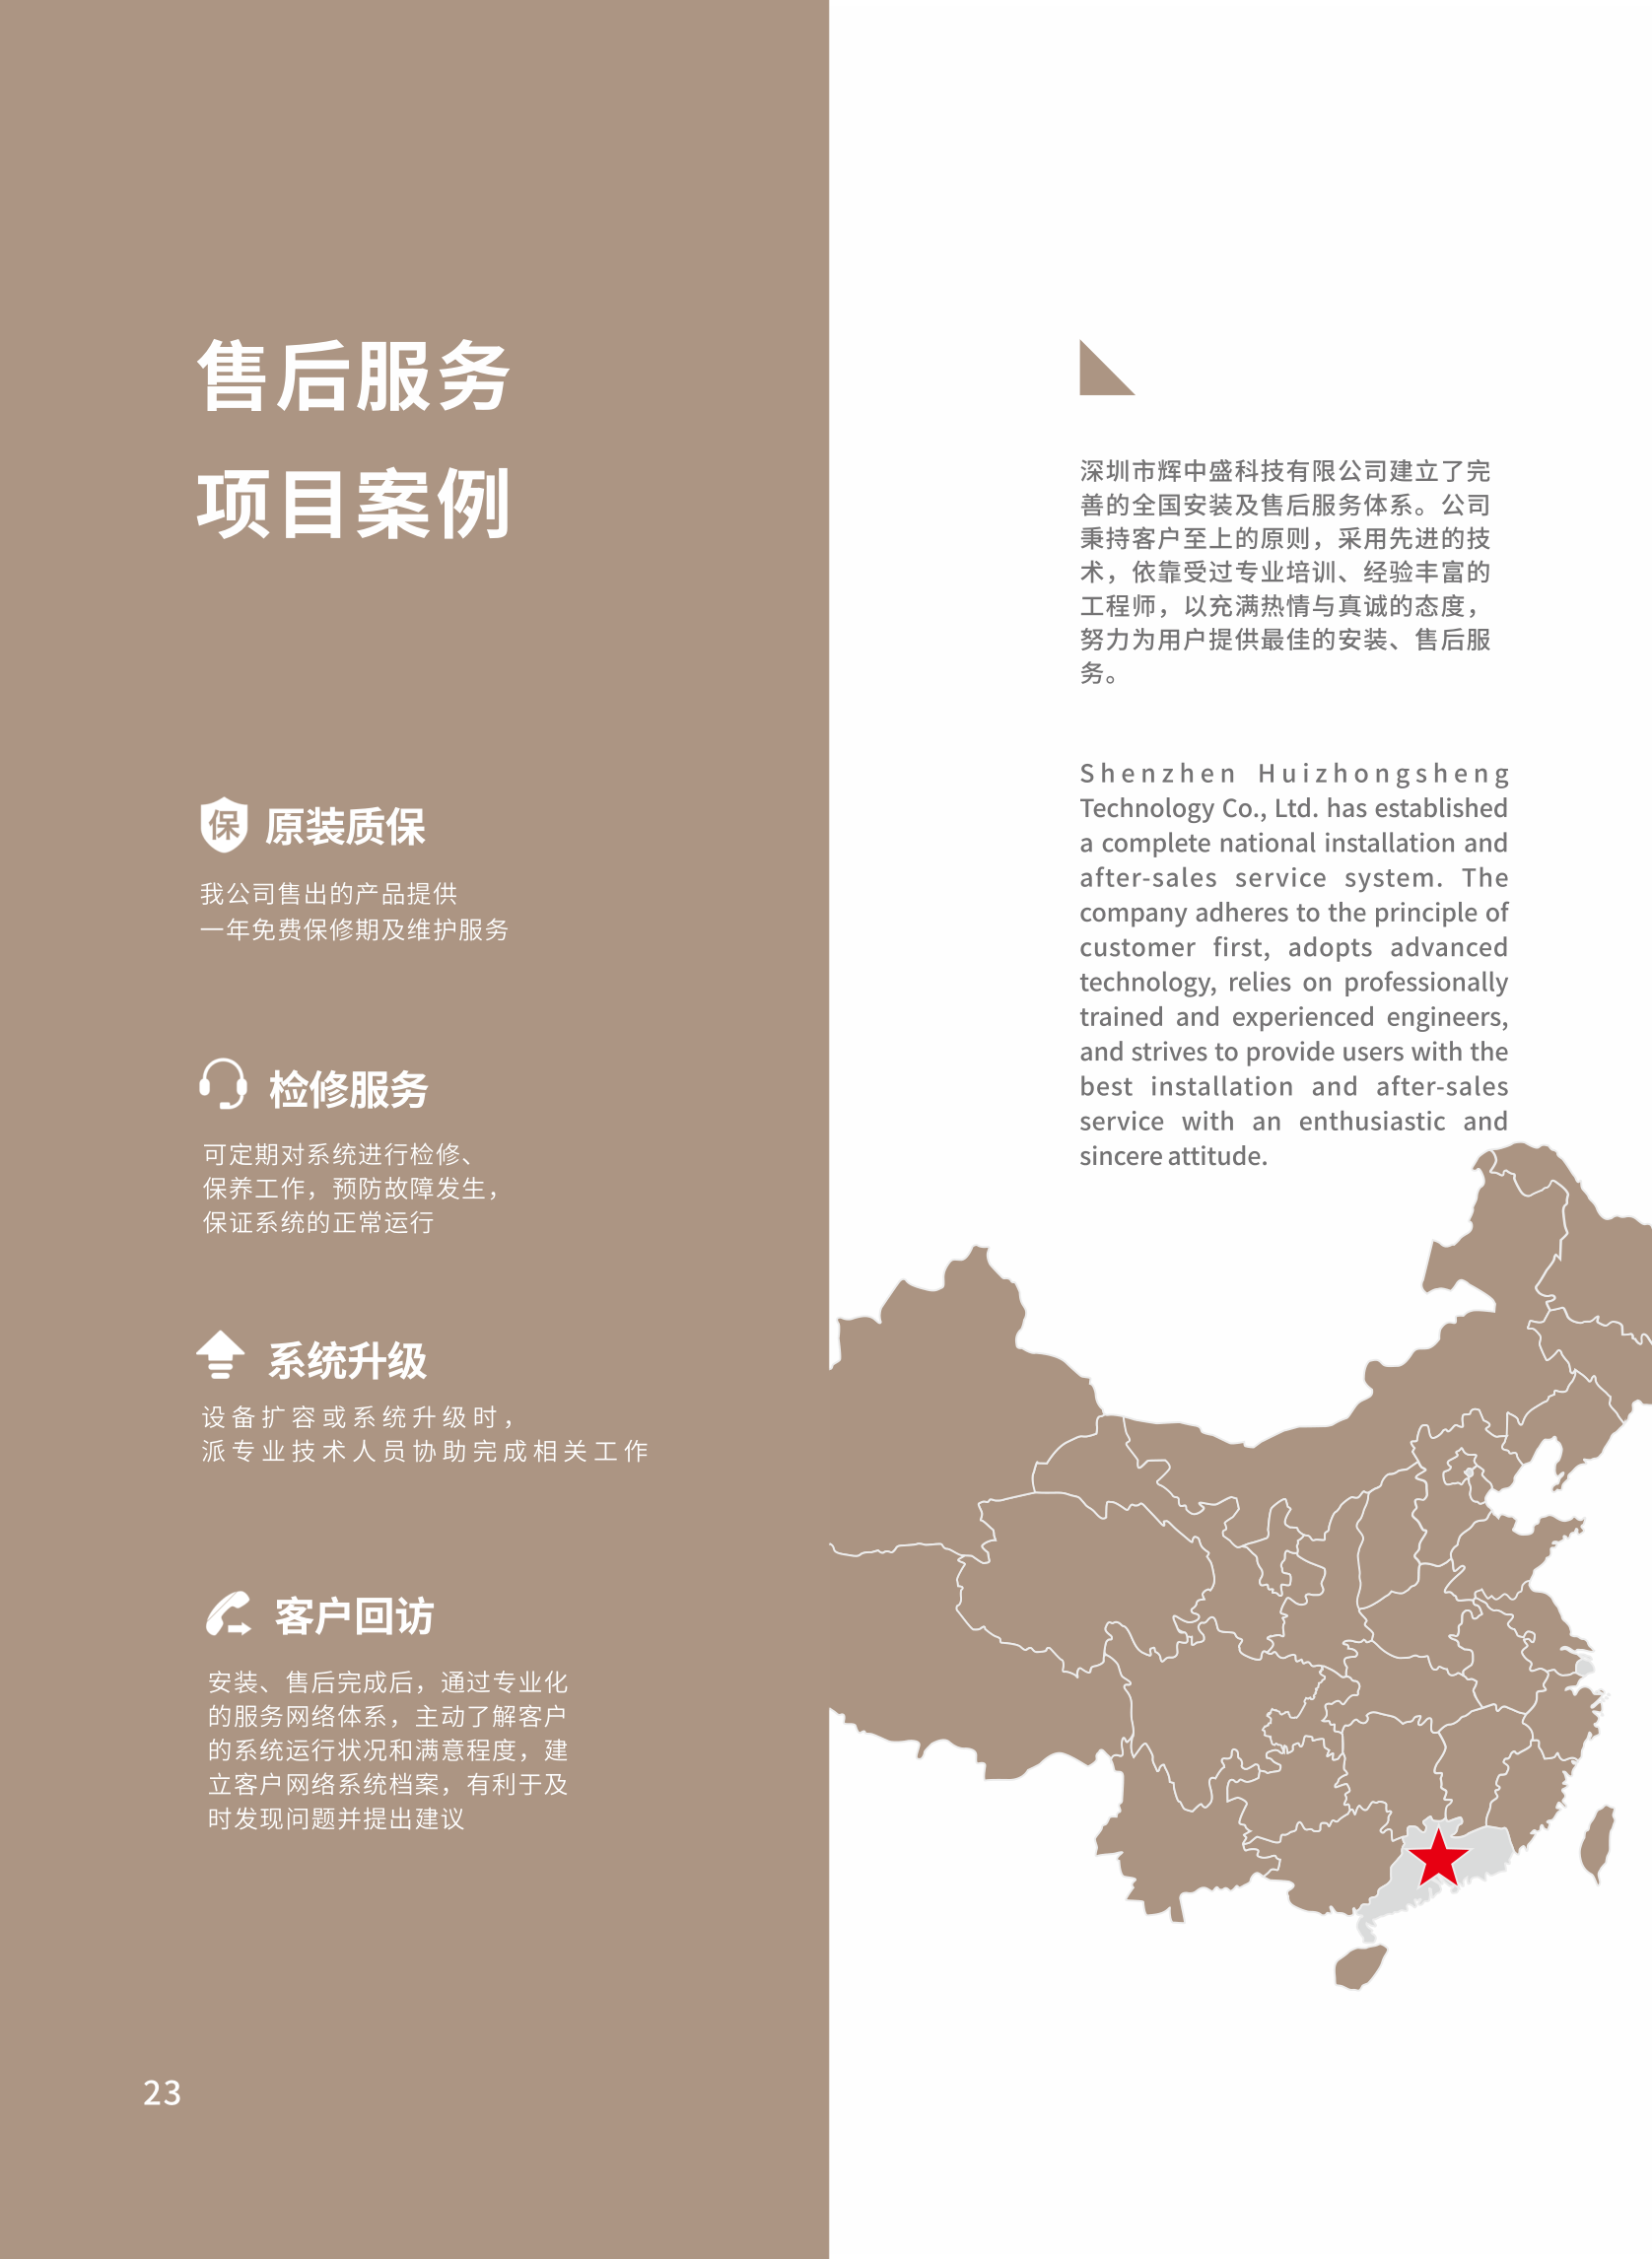 售后服务
项目案例
保 原装质保
我公司售出的产品提供
一年免费保修期及维护服务
检修服务
可定期对系统进行检修、
保养工作，预防故障发生，
保证系统的正常运行
系统升级
设备扩容或系统升级时，
派专业技术人员协助完成相关工作
客户回访
安装、售后完成后，通过专业化
的服务网络体系，主动了解客户
的系统运行状况和满意程度，建
立客户网络系统档案，有利于及
时发现问题并提出建议
23
深圳市辉中盛科技有限公司建立了完
善的全国安装及售后服务体系。公司
秉持客户至上的原则，采用先进的技
术，依靠受过专业培训、经验丰富的
工程师，以充满热情与真诚的态度，
努力为用户提供最佳的安装、售后服
务。
Shenzhen Huizhongsheng
Technology Co., Ltd. has established
a complete national installation and
after-sales service system. The
company adheres to the principle of
customer first, adopts advanced
technology, relies on professionally
trained and experienced engineers,
and strives to provide users with the
best installation and after-sales
service with an enthusiastic and
sincere attitude.